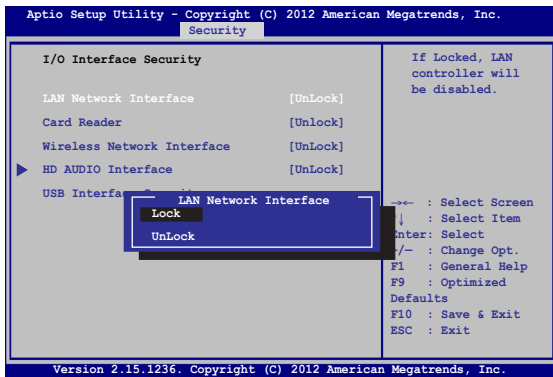 Aptio Setup Utility - Copyright (C) 2012 American Megatrends, Inc.
Security
I/O Interface Security
LAN Network Interface [UnLock]
Card Reader [Unlock]
Wireless Network Interface [UnLock]
HD AUDIO Interface [UnLock]
USB Interface
LAN Network Interface
Lock
UnLock
If Locked, LAN
controller will
be disabled.
→← : Select Screen
↓ : Select Item
Enter: Select
+/— : Change Opt.
F1 : General Help
F9 : Optimized
Defaults
F10 : Save & Exit
ESC : Exit
Version 2.15.1236. Copyright (C) 2012 American Megatrends, Inc.